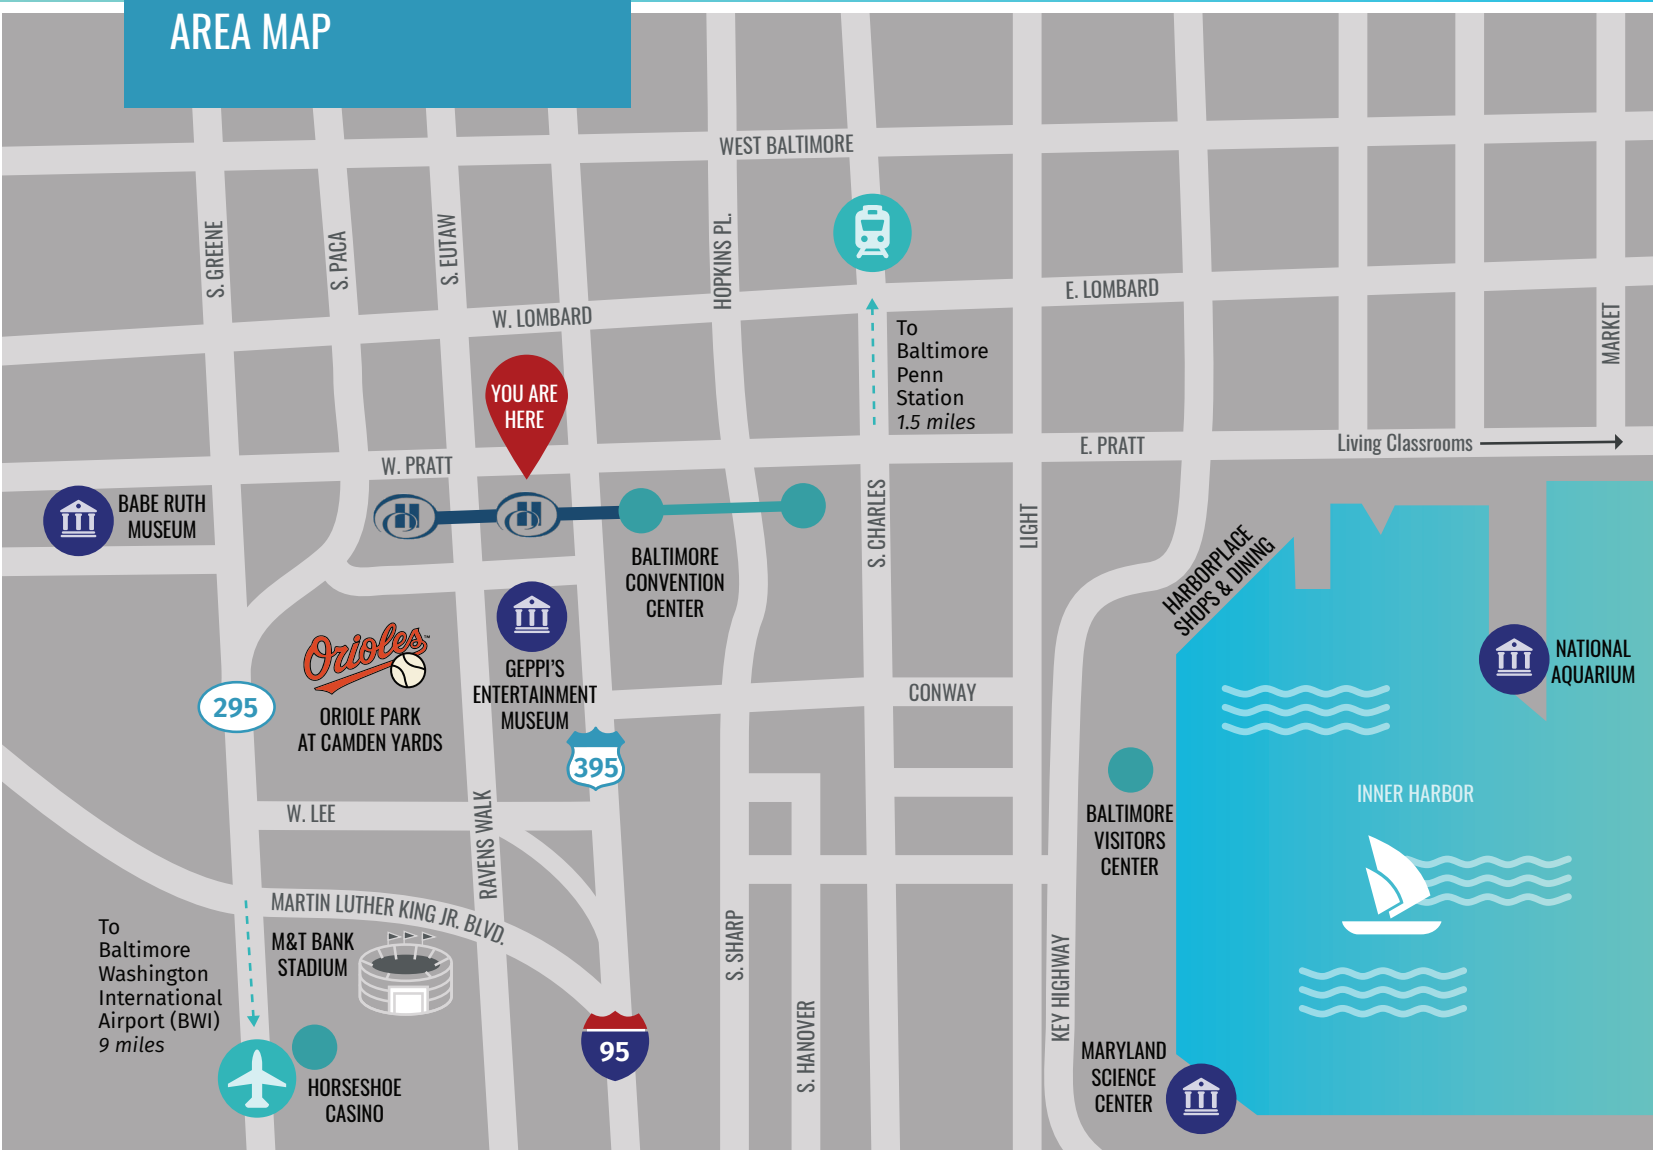 AREA MAP
WEST BALTIMORE
S. GREENE
S. PACA
S. EUTAW
HOPKINS PL.
W. LOMBARD
E. LOMBARD
MARKET
To
Baltimore
Penn
Station
1.5 miles
YOU ARE
HERE
W. PRATT
E. PRATT
Living Classrooms
BABE RUTH
MUSEUM
BALTIMORE
CONVENTION
CENTER
S. CHARLES
LIGHT
HARBORPLACE
SHOPS & DINING
Orioles
™
ORIOLE PARK
AT CAMDEN YARDS
GEPPI'S
ENTERTAINMENT
MUSEUM
NATIONAL
AQUARIUM
295
CONWAY
395
INNER HARBOR
W. LEE
RAVENS WALK
BALTIMORE
VISITORS
CENTER
MARTIN LUTHER KING JR. BLVD.
M&T BANK
STADIUM
To
Baltimore
Washington
International
Airport (BWI)
9 miles
S. SHARP
S. HANOVER
KEY HIGHWAY
95
MARYLAND
SCIENCE
CENTER
HORSESHOE
CASINO